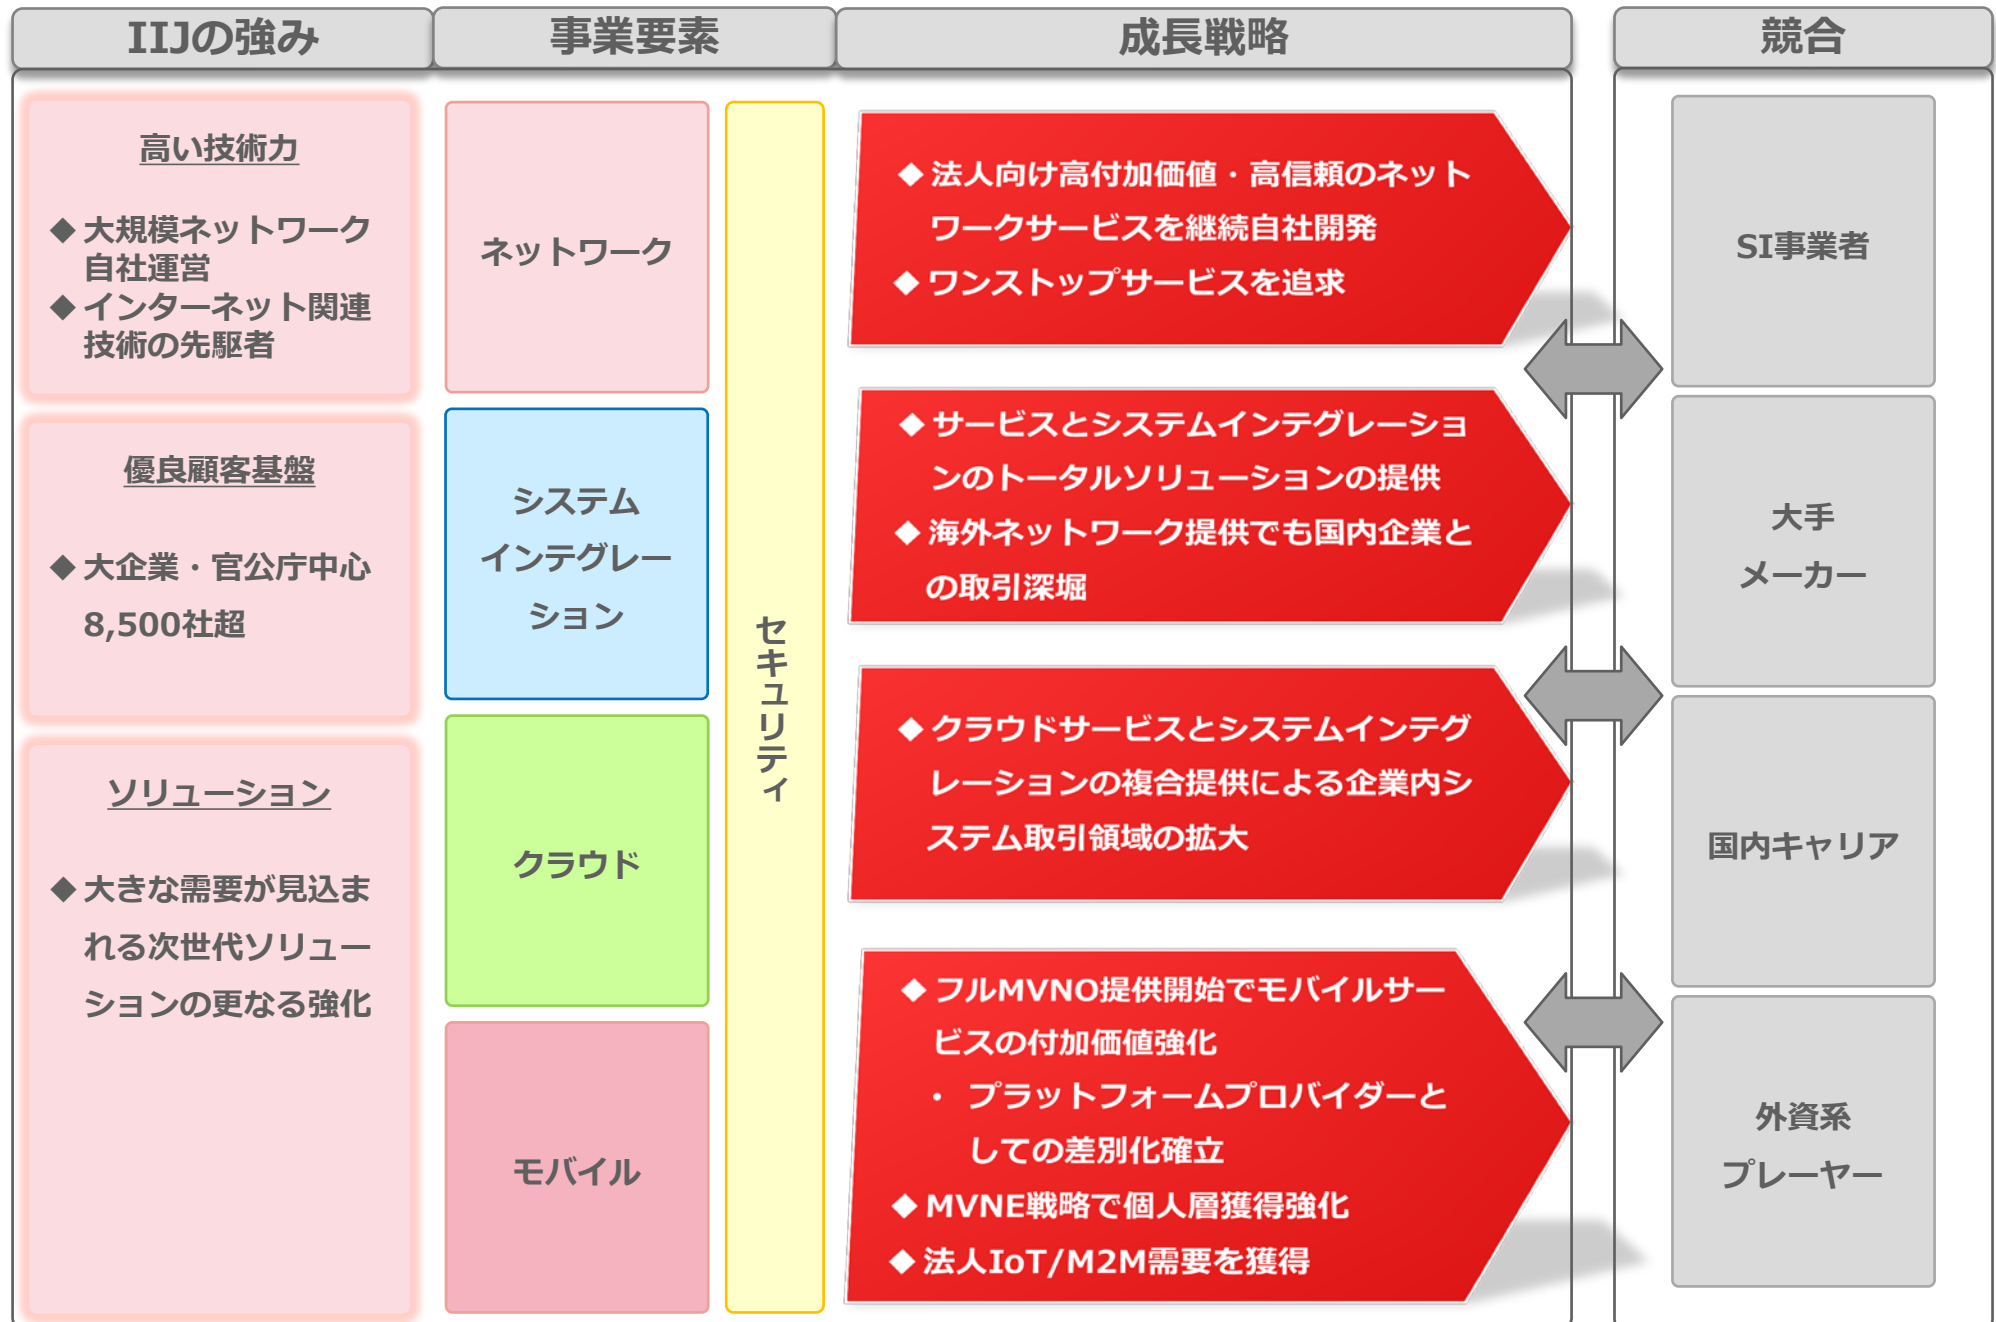 IIJの強み
事業要素
成長戦略
競合
高い技術力
◆ 大規模ネットワーク
自社運営
◆ インターネット関連
技術の先駆者
優良顧客基盤
◆ 大企業・官公庁中心
8,500社超
ソリューション
◆ 大きな需要が見込ま
れる次世代ソリュー
ションの更なる強化
ネットワーク
システム
インテグレー
ション
クラウド
モバイル
セキュリティ
◆ 法人向け高付加価値・高信頼のネット
ワークサービスを継続自社開発
◆ ワンストップサービスを追求
◆ サービスとシステムインテグレーショ
ンのトータルソリューションの提供
◆ 海外ネットワーク提供でも国内企業と
の取引深堀
◆ クラウドサービスとシステムインテグ
レーションの複合提供による企業内シ
ステム取引領域の拡大
◆ フルMVNO提供開始でモバイルサー
ビスの付加価値強化
・ プラットフォームプロバイダーと
しての差別化確立
◆ MVNE戦略で個人層獲得強化
◆ 法人IoT/M2M需要を獲得
SI事業者
大手
メーカー
国内キャリア
外資系
プレーヤー